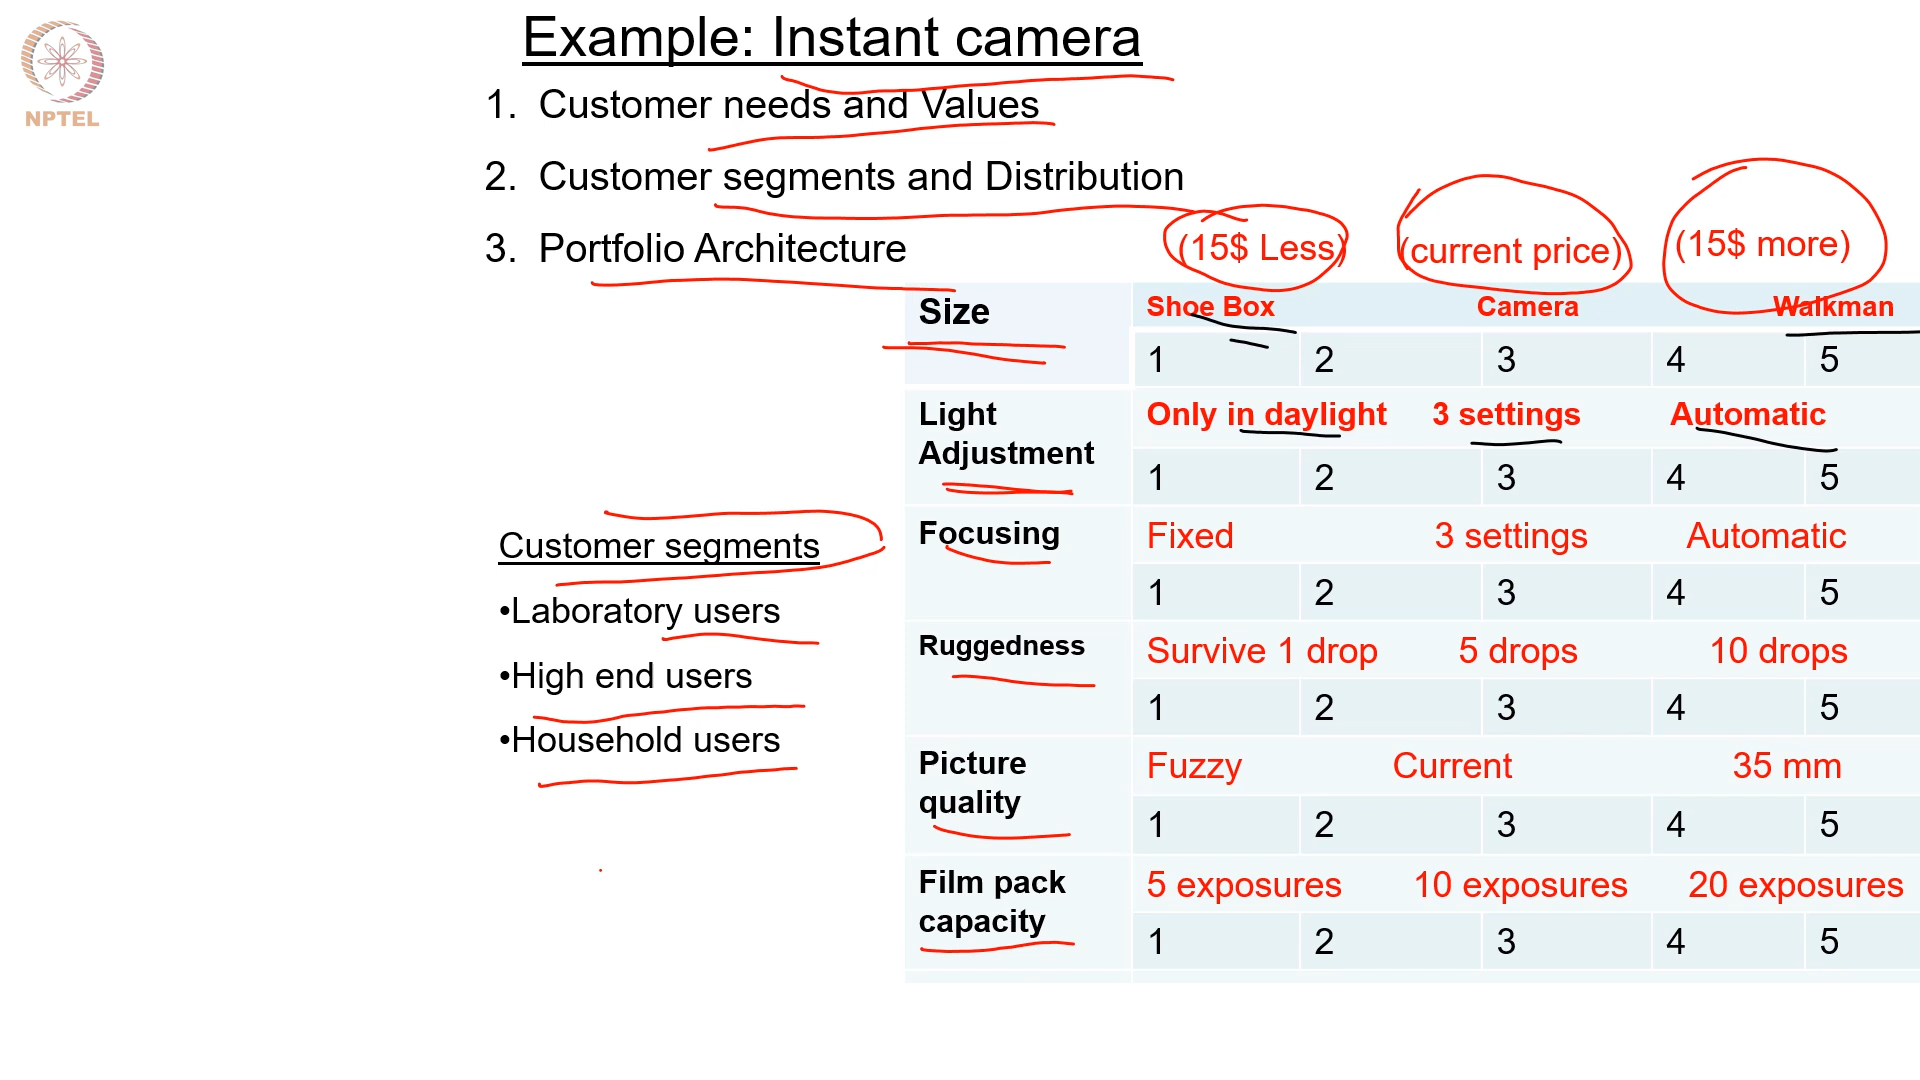 Example: Instant camera
NPTEL
1. Customer needs and Values
2. Customer segments and Distribution
3. Portfolio Architecture
(15$ Less) (current price) (15$ more)
Size Shoe Box Camera Walkman
1 2 3 4 5
Light Adjustment Only in daylight 3 settings Automatic
1 2 3 4 5
Focusing Fixed 3 settings Automatic
1 2 3 4 5
Ruggedness Survive 1 drop 5 drops 10 drops
1 2 3 4 5
Picture quality Fuzzy Current 35 mm
1 2 3 4 5
Film pack capacity 5 exposures 10 exposures 20 exposures
1 2 3 4 5
Customer segments
•Laboratory users
•High end users
•Household users